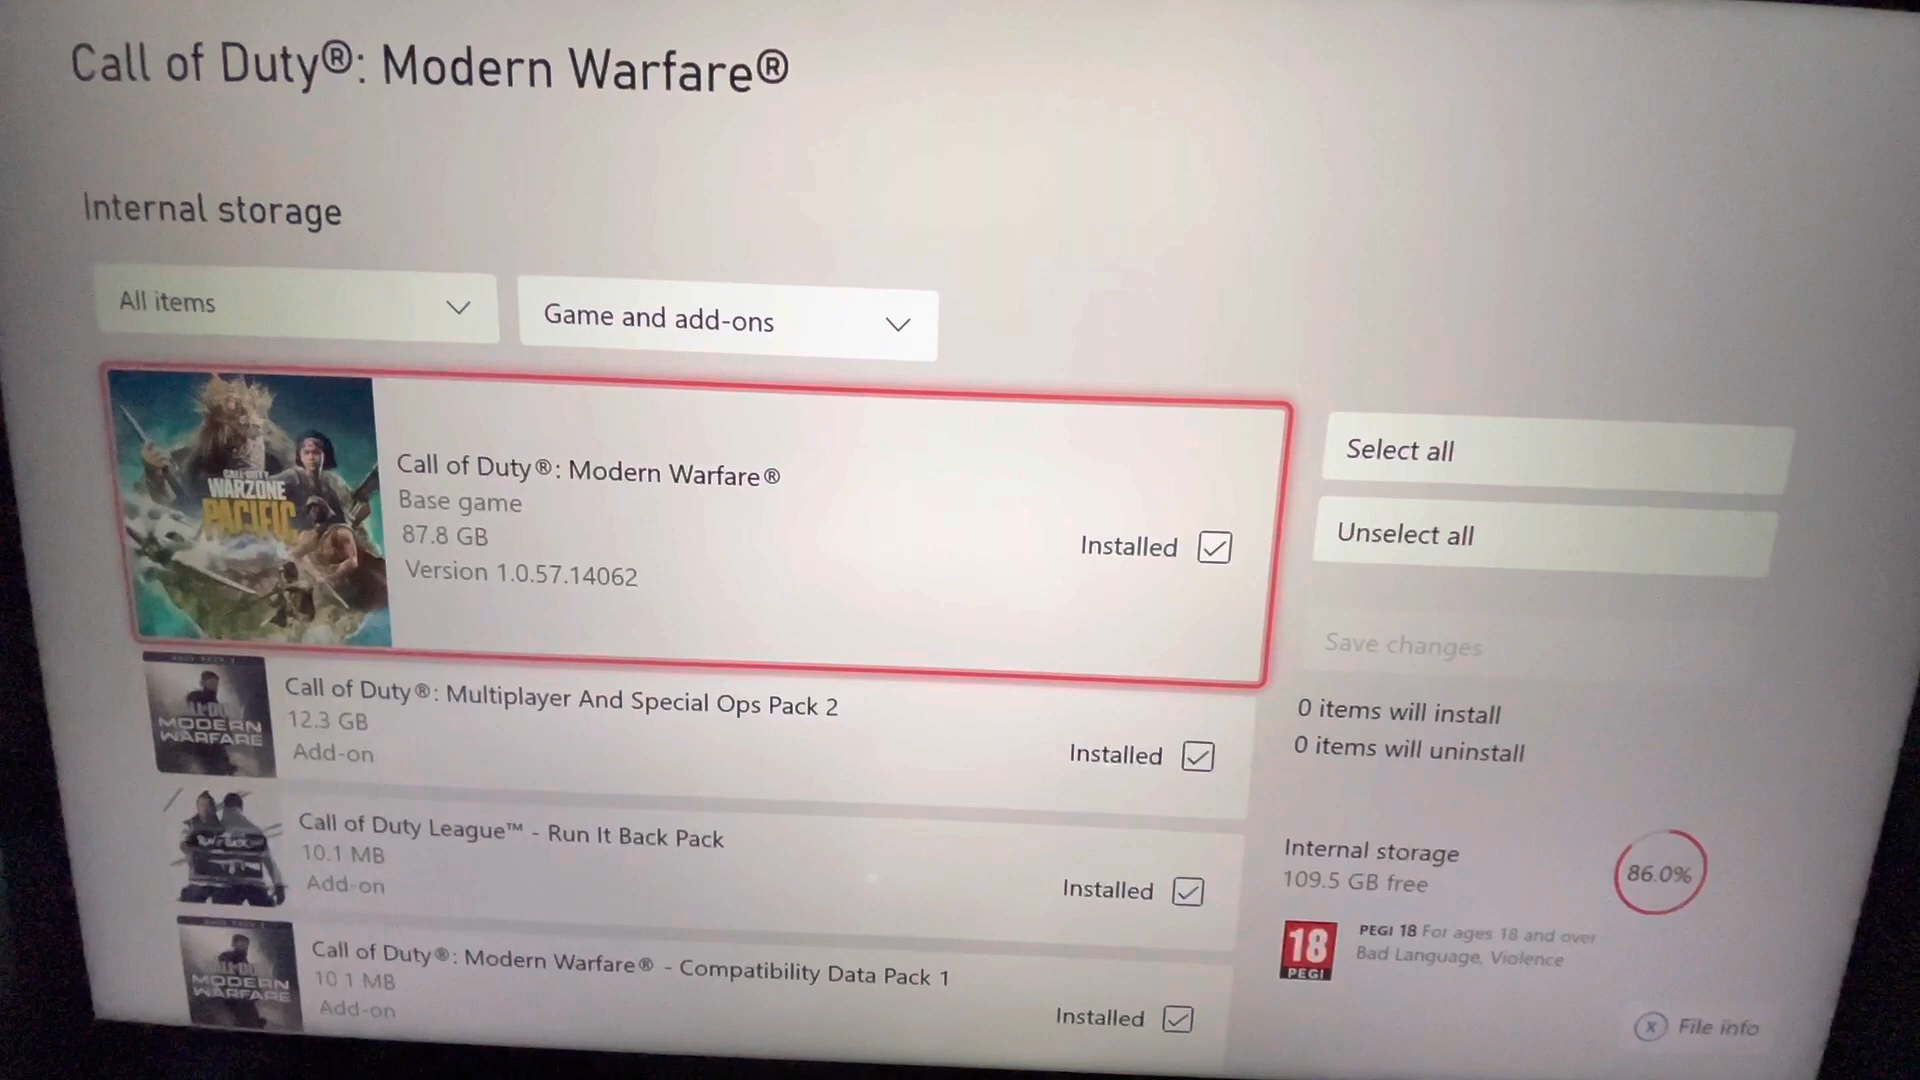 Call of Duty®: Modern Warfare®
Internal storage
All items
Game and add-ons
CALL OF DUTY
WARZONE
PACIFIC
Call of Duty®: Modern Warfare®
Base game
87.8 GB
Version 1.0.57.14062
Installed
Select all
Unselect all
Save changes
0 items will install
0 items will uninstall
MODERN
WARFARE
Call of Duty®: Multiplayer And Special Ops Pack 2
12.3 GB
Add-on
Installed
Call of Duty League™ - Run It Back Pack
10.1 MB
Add-on
Installed
MODERN
WARFARE
Call of Duty®: Modern Warfare® - Compatibility Data Pack 1
10 1 MB
Add-on
Installed
Internal storage
109.5 GB free
86.0%
18
PEGI
PEGI 18 For ages 18 and over
Bad Language, Violence
X File info